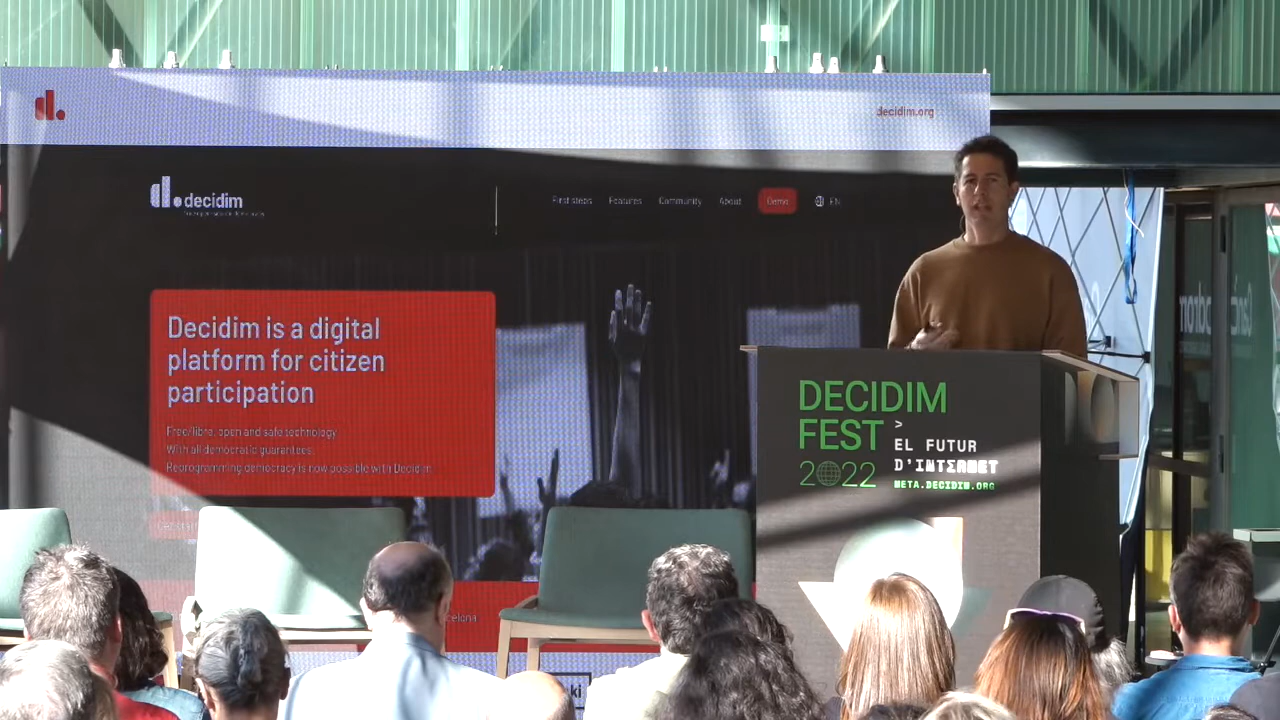 decidim.org
decidim
First steps Features Community About Demo EN
Decidim is a digital
platform for citizen
participation
Free/libre, open and safe technology.
With all democratic guarantees.
Reprogramming democracy is now possible with Decidim.
DECIDIM
FEST
2022
>
EL FUTUR
D'INTERNET
META.DECIDIM.ORG